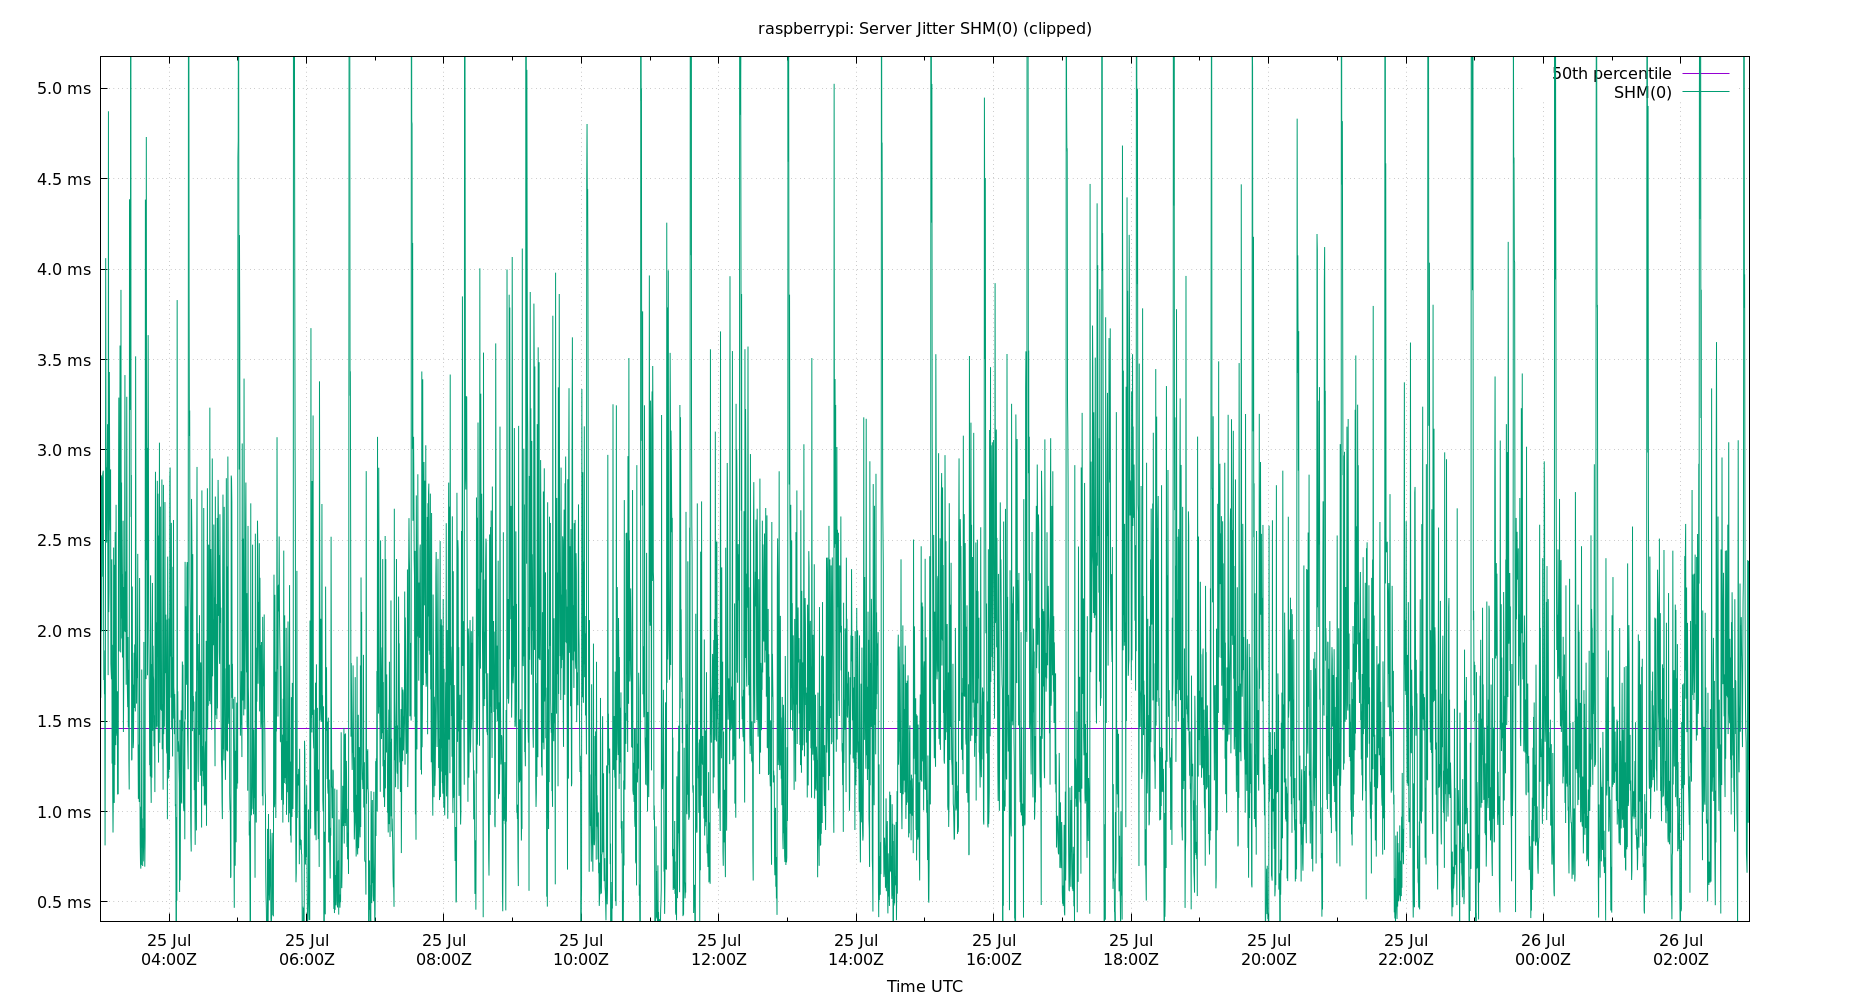 raspberrypi: Server Jitter SHM(0) (clipped)
50th percentile
SHM(0)
5.0 ms
4.5 ms
4.0 ms
3.5 ms
3.0 ms
2.5 ms
2.0 ms
1.5 ms
1.0 ms
0.5 ms
25 Jul 25 Jul 25 Jul 25 Jul 25 Jul 25 Jul 25 Jul 25 Jul 25 Jul 25 Jul 26 Jul 26 Jul
04:00Z 06:00Z 08:00Z 10:00Z 12:00Z 14:00Z 16:00Z 18:00Z 20:00Z 22:00Z 00:00Z 02:00Z
Time UTC